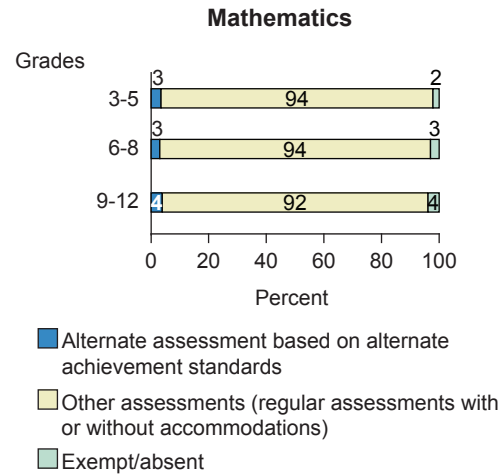 Mathematics
Grades
3 2
3-5 94
3 3
6-8 94
9-12 4 92 4
0 20 40 60 80 100
Percent
Alternate assessment based on alternate
achievement standards
Other assessments (regular assessments with
or without accommodations)
Exempt/absent